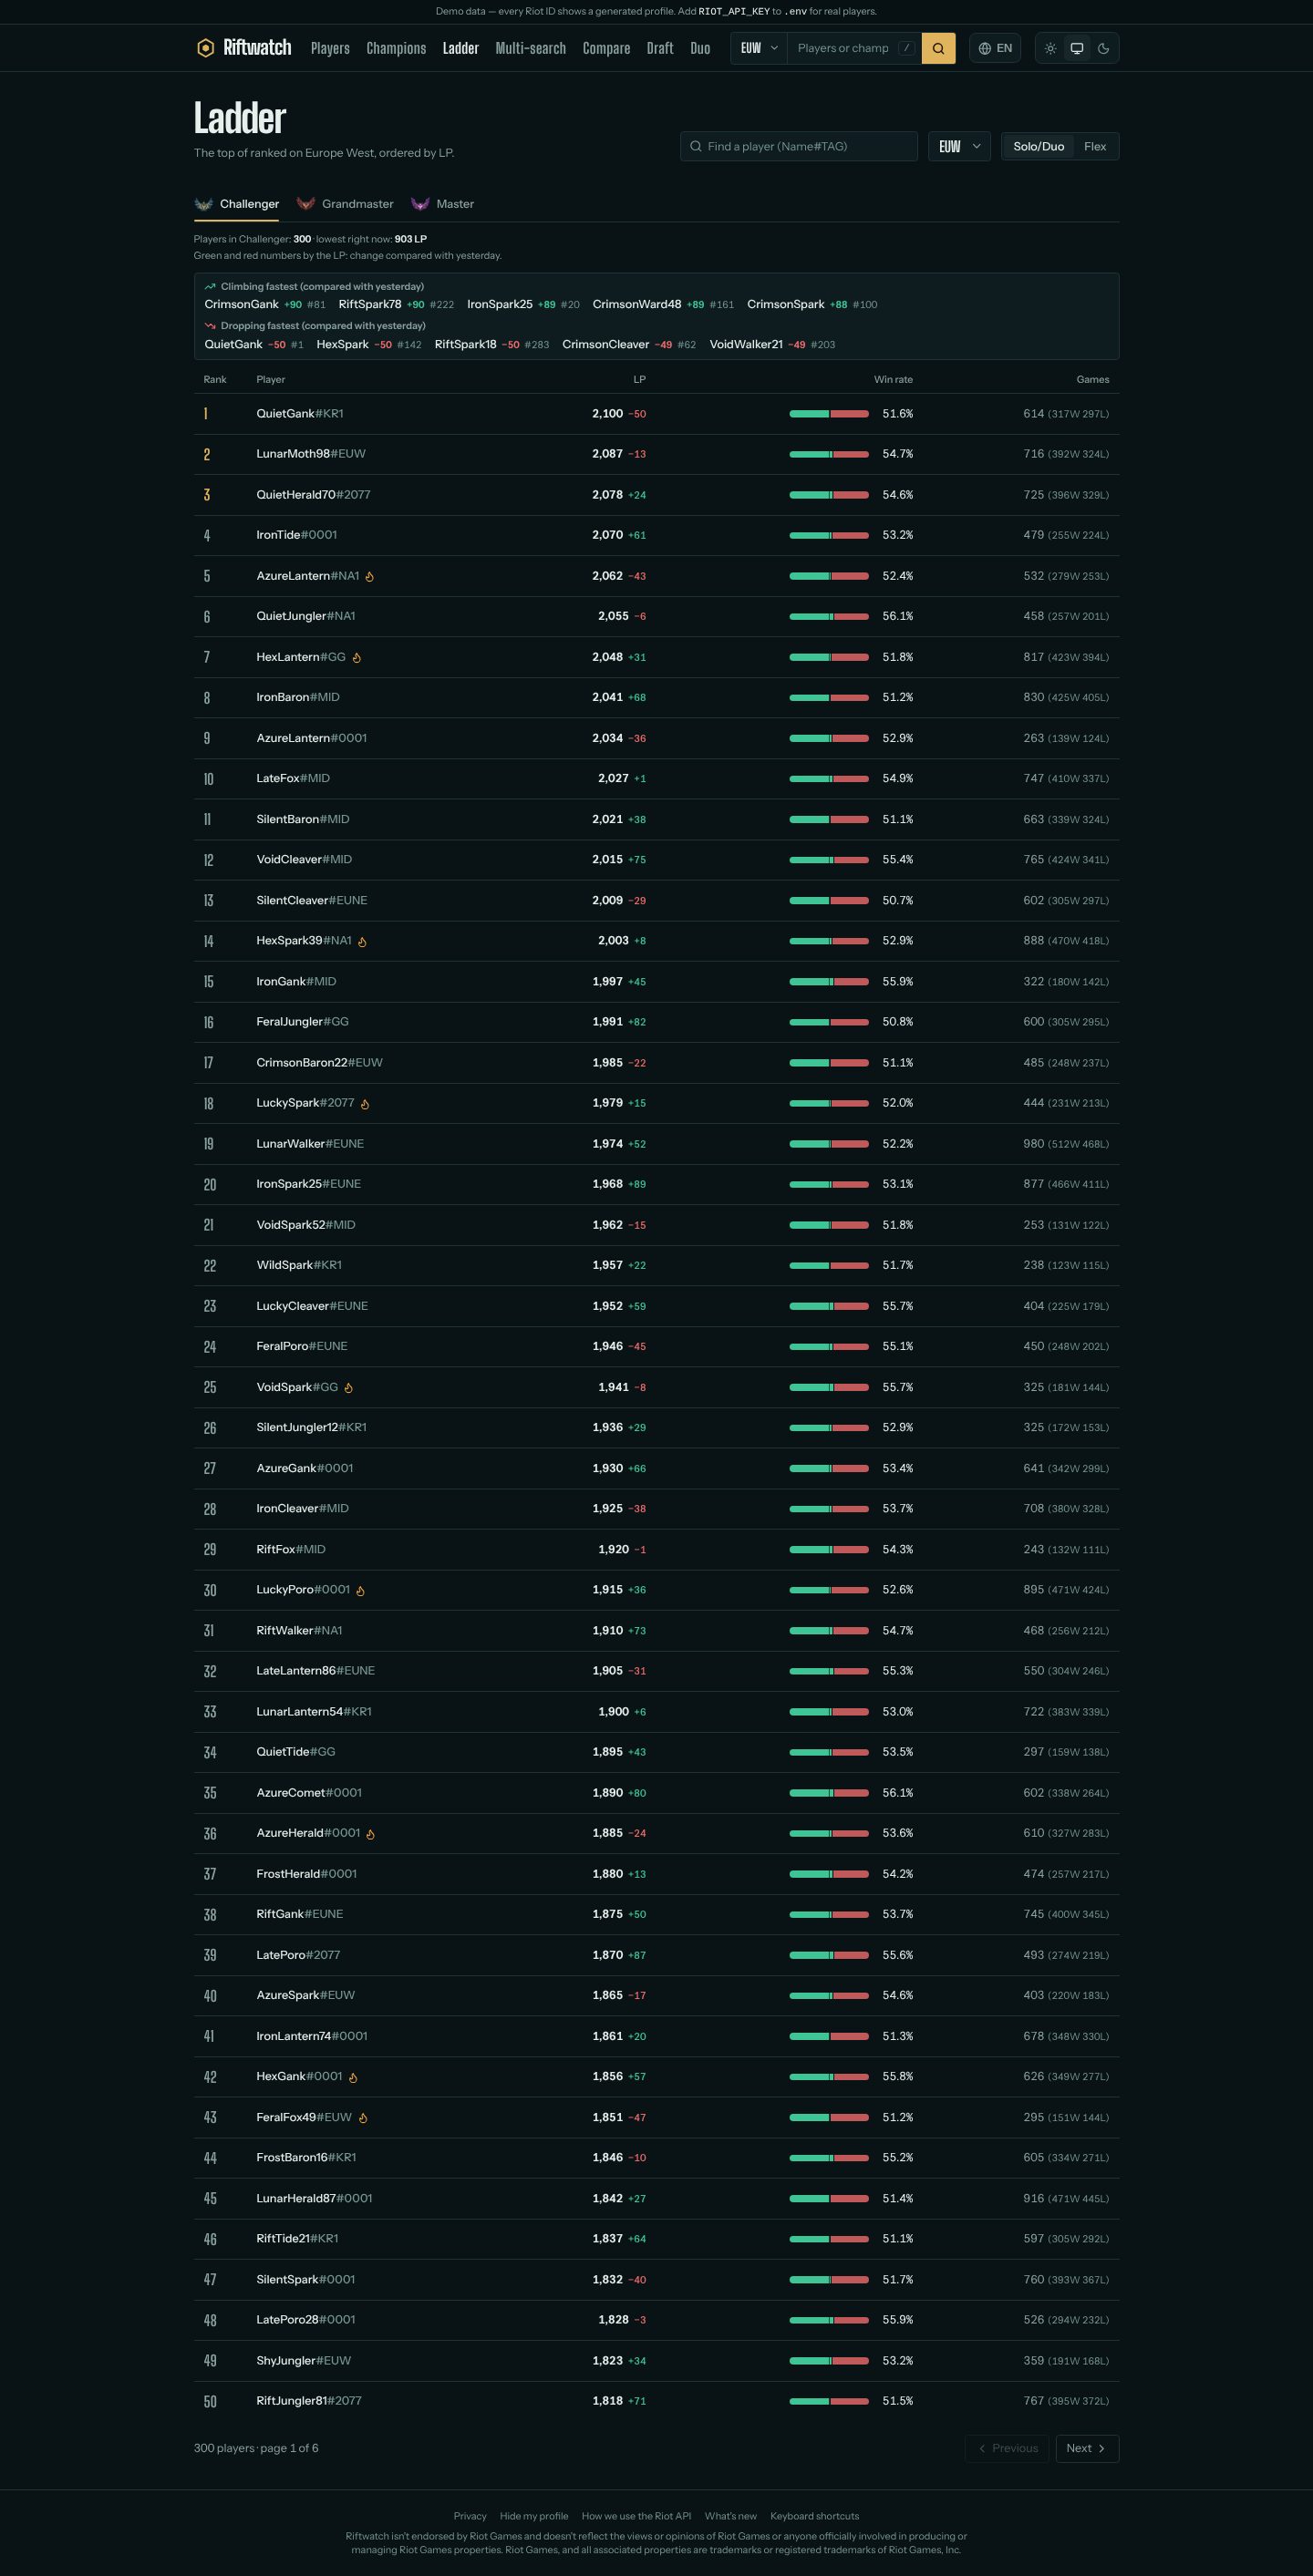 Demo data — every Riot ID shows a generated profile. Add RIOT_API_KEY to .env for real players.
Riftwatch Players Champions Ladder Multi-search Compare Draft Duo EUW Players or champ / EN
Ladder
The top of ranked on Europe West, ordered by LP.
Find a player (Name#TAG) EUW Solo/Duo Flex
Challenger Grandmaster Master
Players in Challenger: 300 · lowest right now: 903 LP
Green and red numbers by the LP: change compared with yesterday.
Climbing fastest (compared with yesterday)
CrimsonGank +90 #81 RiftSpark78 +90 #222 IronSpark25 +89 #20 CrimsonWard48 +89 #161 CrimsonSpark +88 #100
Dropping fastest (compared with yesterday)
QuietGank −50 #1 HexSpark −50 #142 RiftSpark18 −50 #283 CrimsonCleaver −49 #62 VoidWalker21 −49 #203
Rank Player LP Win rate Games
1 QuietGank#KR1 2,100 −50 51.6% 614 (317W 297L)
2 LunarMoth98#EUW 2,087 −13 54.7% 716 (392W 324L)
3 QuietHerald70#2077 2,078 +24 54.6% 725 (396W 329L)
4 IronTide#0001 2,070 +61 53.2% 479 (255W 224L)
5 AzureLantern#NA1 2,062 −43 52.4% 532 (279W 253L)
6 QuietJungler#NA1 2,055 −6 56.1% 458 (257W 201L)
7 HexLantern#GG 2,048 +31 51.8% 817 (423W 394L)
8 IronBaron#MID 2,041 +68 51.2% 830 (425W 405L)
9 AzureLantern#0001 2,034 −36 52.9% 263 (139W 124L)
10 LateFox#MID 2,027 +1 54.9% 747 (410W 337L)
11 SilentBaron#MID 2,021 +38 51.1% 663 (339W 324L)
12 VoidCleaver#MID 2,015 +75 55.4% 765 (424W 341L)
13 SilentCleaver#EUNE 2,009 −29 50.7% 602 (305W 297L)
14 HexSpark39#NA1 2,003 +8 52.9% 888 (470W 418L)
15 IronGank#MID 1,997 +45 55.9% 322 (180W 142L)
16 FeralJungler#GG 1,991 +82 50.8% 600 (305W 295L)
17 CrimsonBaron22#EUW 1,985 −22 51.1% 485 (248W 237L)
18 LuckySpark#2077 1,979 +15 52.0% 444 (231W 213L)
19 LunarWalker#EUNE 1,974 +52 52.2% 980 (512W 468L)
20 IronSpark25#EUNE 1,968 +89 53.1% 877 (466W 411L)
21 VoidSpark52#MID 1,962 −15 51.8% 253 (131W 122L)
22 WildSpark#KR1 1,957 +22 51.7% 238 (123W 115L)
23 LuckyCleaver#EUNE 1,952 +59 55.7% 404 (225W 179L)
24 FeralPoro#EUNE 1,946 −45 55.1% 450 (248W 202L)
25 VoidSpark#GG 1,941 −8 55.7% 325 (181W 144L)
26 SilentJungler12#KR1 1,936 +29 52.9% 325 (172W 153L)
27 AzureGank#0001 1,930 +66 53.4% 641 (342W 299L)
28 IronCleaver#MID 1,925 −38 53.7% 708 (380W 328L)
29 RiftFox#MID 1,920 −1 54.3% 243 (132W 111L)
30 LuckyPoro#0001 1,915 +36 52.6% 895 (471W 424L)
31 RiftWalker#NA1 1,910 +73 54.7% 468 (256W 212L)
32 LateLantern86#EUNE 1,905 −31 55.3% 550 (304W 246L)
33 LunarLantern54#KR1 1,900 +6 53.0% 722 (383W 339L)
34 QuietTide#GG 1,895 +43 53.5% 297 (159W 138L)
35 AzureComet#0001 1,890 +80 56.1% 602 (338W 264L)
36 AzureHerald#0001 1,885 −24 53.6% 610 (327W 283L)
37 FrostHerald#0001 1,880 +13 54.2% 474 (257W 217L)
38 RiftGank#EUNE 1,875 +50 53.7% 745 (400W 345L)
39 LatePoro#2077 1,870 +87 55.6% 493 (274W 219L)
40 AzureSpark#EUW 1,865 −17 54.6% 403 (220W 183L)
41 IronLantern74#0001 1,861 +20 51.3% 678 (348W 330L)
42 HexGank#0001 1,856 +57 55.8% 626 (349W 277L)
43 FeralFox49#EUW 1,851 −47 51.2% 295 (151W 144L)
44 FrostBaron16#KR1 1,846 −10 55.2% 605 (334W 271L)
45 LunarHerald87#0001 1,842 +27 51.4% 916 (471W 445L)
46 RiftTide21#KR1 1,837 +64 51.1% 597 (305W 292L)
47 SilentSpark#0001 1,832 −40 51.7% 760 (393W 367L)
48 LatePoro28#0001 1,828 −3 55.9% 526 (294W 232L)
49 ShyJungler#EUW 1,823 +34 53.2% 359 (191W 168L)
50 RiftJungler81#2077 1,818 +71 51.5% 767 (395W 372L)
300 players · page 1 of 6 Previous Next
Privacy Hide my profile How we use the Riot API What's new Keyboard shortcuts
Riftwatch isn't endorsed by Riot Games and doesn't reflect the views or opinions of Riot Games or anyone officially involved in producing or
managing Riot Games properties. Riot Games, and all associated properties are trademarks or registered trademarks of Riot Games, Inc.